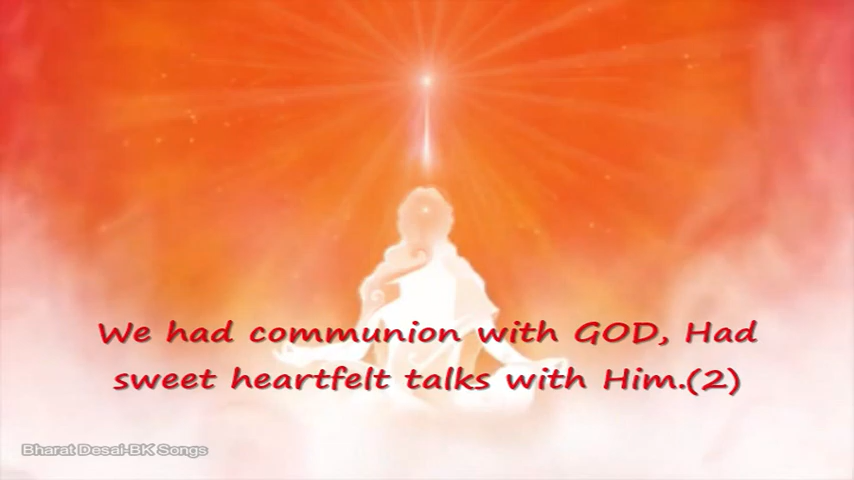 We had communion with GOD, Had
sweet heartfelt talks with Him.(2)
Bharat Desai-BK Songs